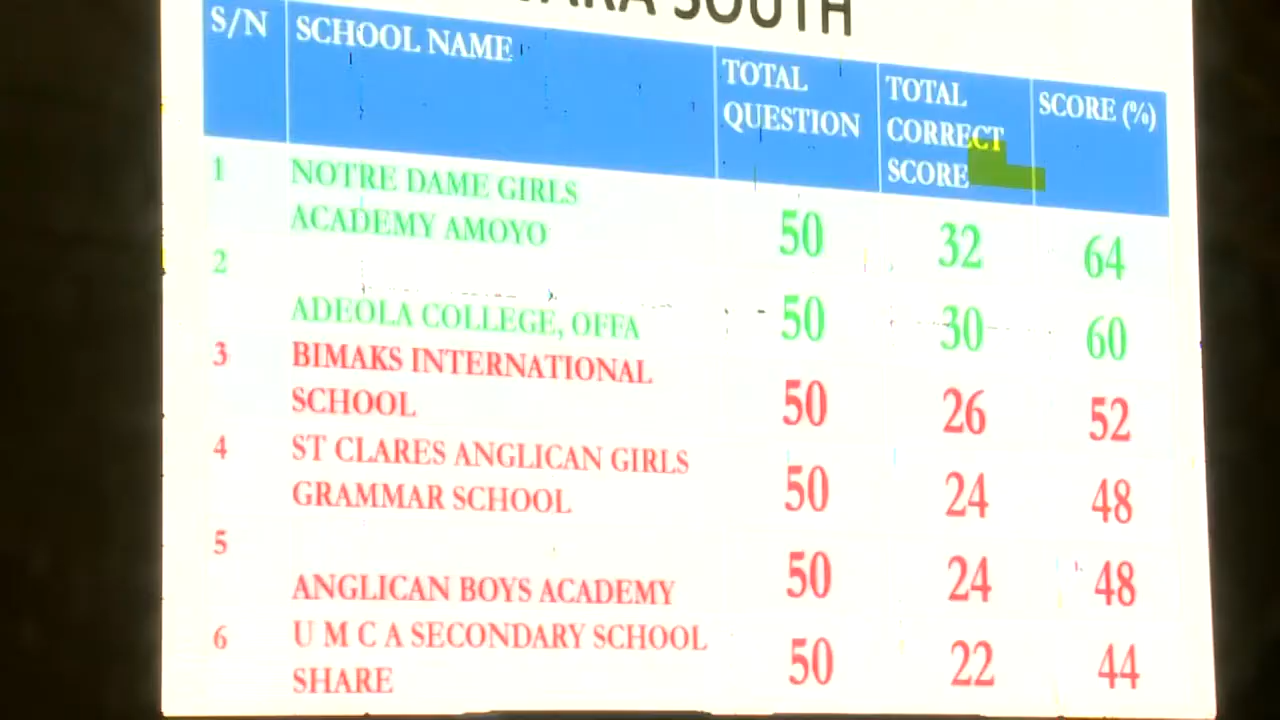 SOUTH
S/N SCHOOL NAME TOTAL QUESTION TOTAL CORRECT SCORE SCORE (%)
1 NOTRE DAME GIRLS ACADEMY AMOYO 50 32 64
2 ADEOLA COLLEGE, OFFA 50 30 60
3 BIMAKS INTERNATIONAL SCHOOL 50 26 52
4 ST CLARES ANGLICAN GIRLS GRAMMAR SCHOOL 50 24 48
5 ANGLICAN BOYS ACADEMY 50 24 48
6 U M C A SECONDARY SCHOOL SHARE 50 22 44